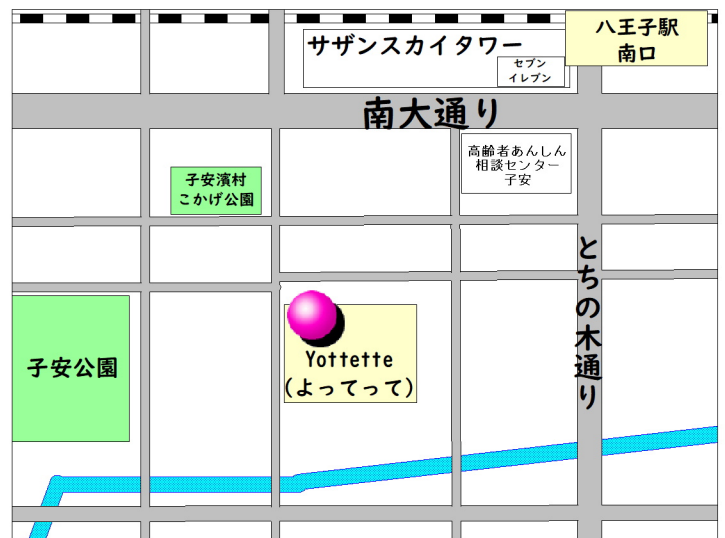 八王子駅
南口
サザンスカイタワー
セブン
イレブン
南大通り
高齢者あんしん
相談センター
子安
子安濱村
こかげ公園
とちの木通り
子安公園
Yottette
(よってって)